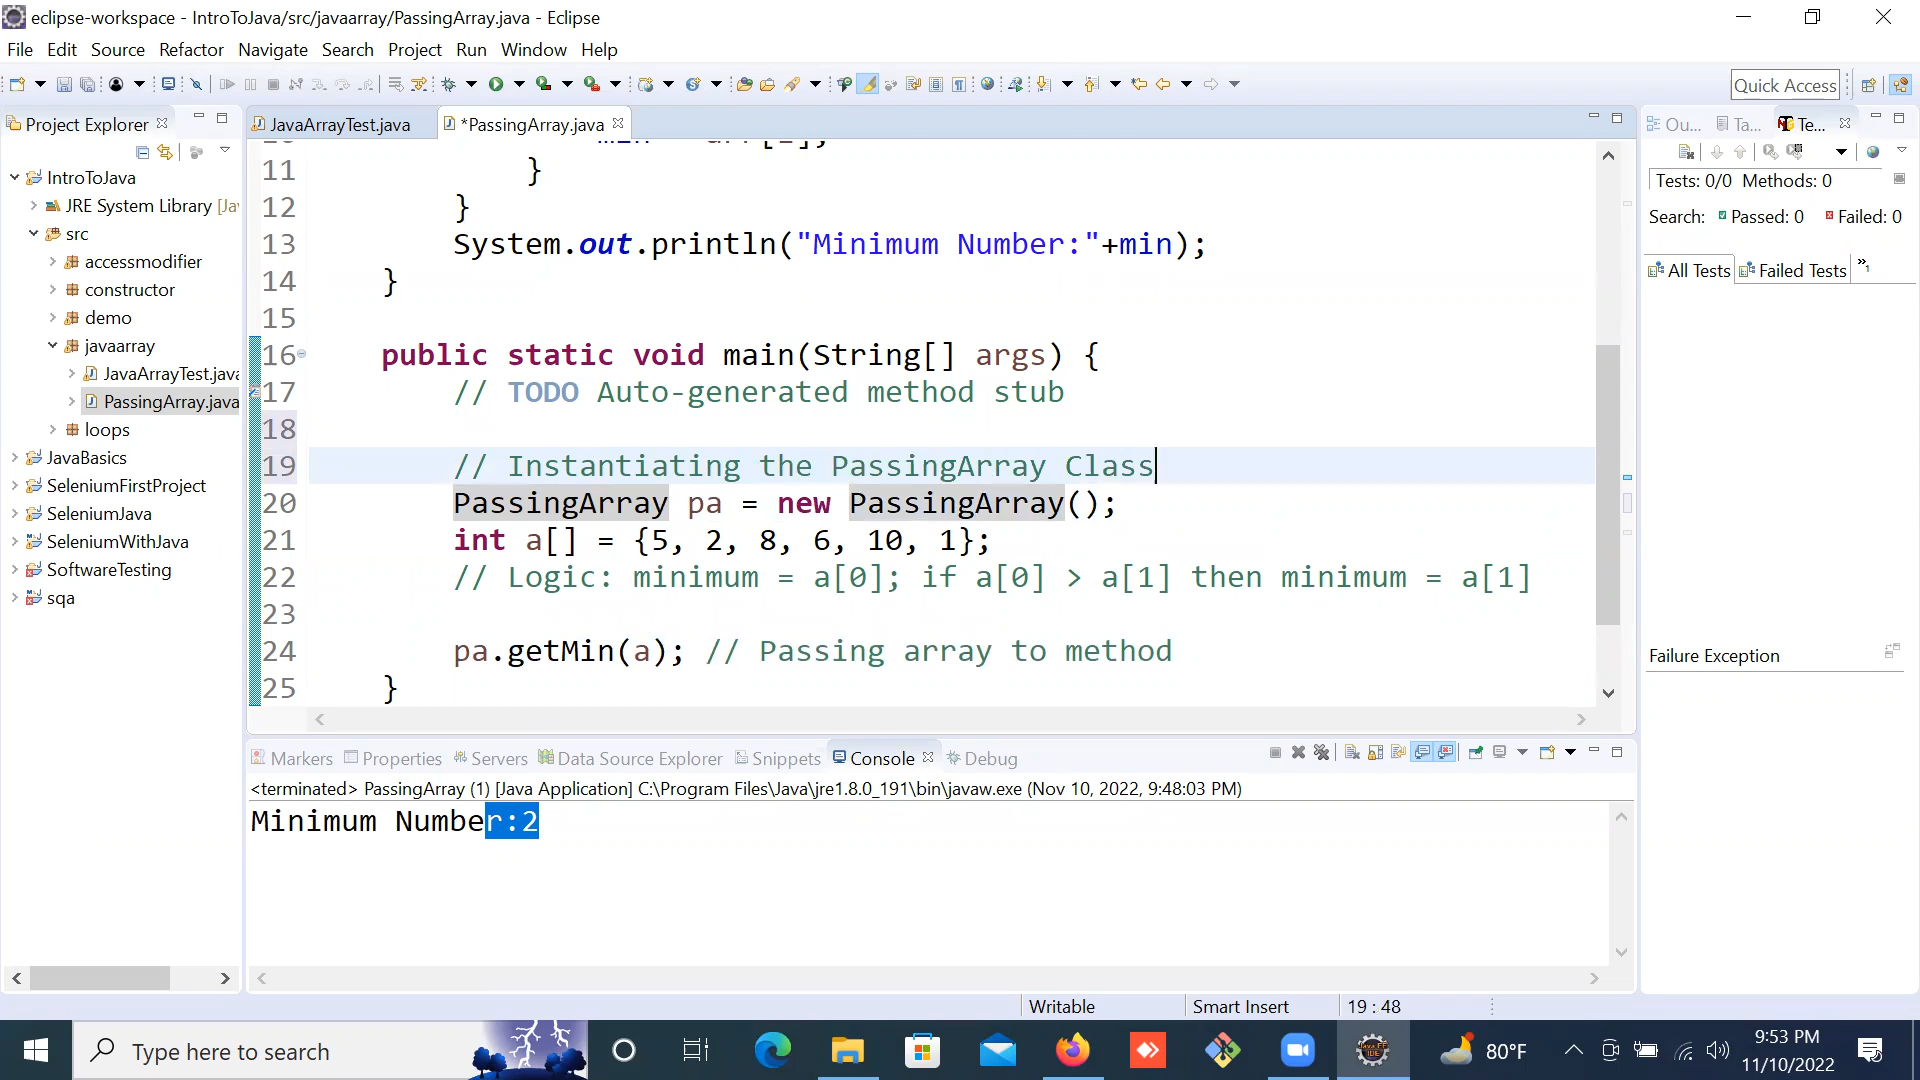 eclipse-workspace - IntroToJava/src/javaarray/PassingArray.java - Eclipse
File Edit Source Refactor Navigate Search Project Run Window Help
Quick Access
Project Explorer
JavaArrayTest.java
*PassingArray.java
Ou...
Ta...
Te...
IntroToJava
JRE System Library [Ja
src
accessmodifier
constructor
demo
javaarray
JavaArrayTest.java
PassingArray.java
loops
JavaBasics
SeleniumFirstProject
SeleniumJava
SeleniumWithJava
SoftwareTesting
sqa
11 }
12 }
13 System.out.println("Minimum Number:"+min);
14 }
15
16 public static void main(String[] args) {
17 // TODO Auto-generated method stub
18
19 // Instantiating the PassingArray Class
20 PassingArray pa = new PassingArray();
21 int a[] = {5, 2, 8, 6, 10, 1};
22 // Logic: minimum = a[0]; if a[0] > a[1] then minimum = a[1]
23
24 pa.getMin(a); // Passing array to method
25 }
Tests: 0/0 Methods: 0
Search: Passed: 0 Failed: 0
All Tests Failed Tests »1
Failure Exception
Markers Properties Servers Data Source Explorer Snippets Console Debug
<terminated> PassingArray (1) [Java Application] C:\Program Files\Java\jre1.8.0_191\bin\javaw.exe (Nov 10, 2022, 9:48:03 PM)
Minimum Number:2
Writable Smart Insert 19 : 48
Type here to search
80°F
9:53 PM
11/10/2022